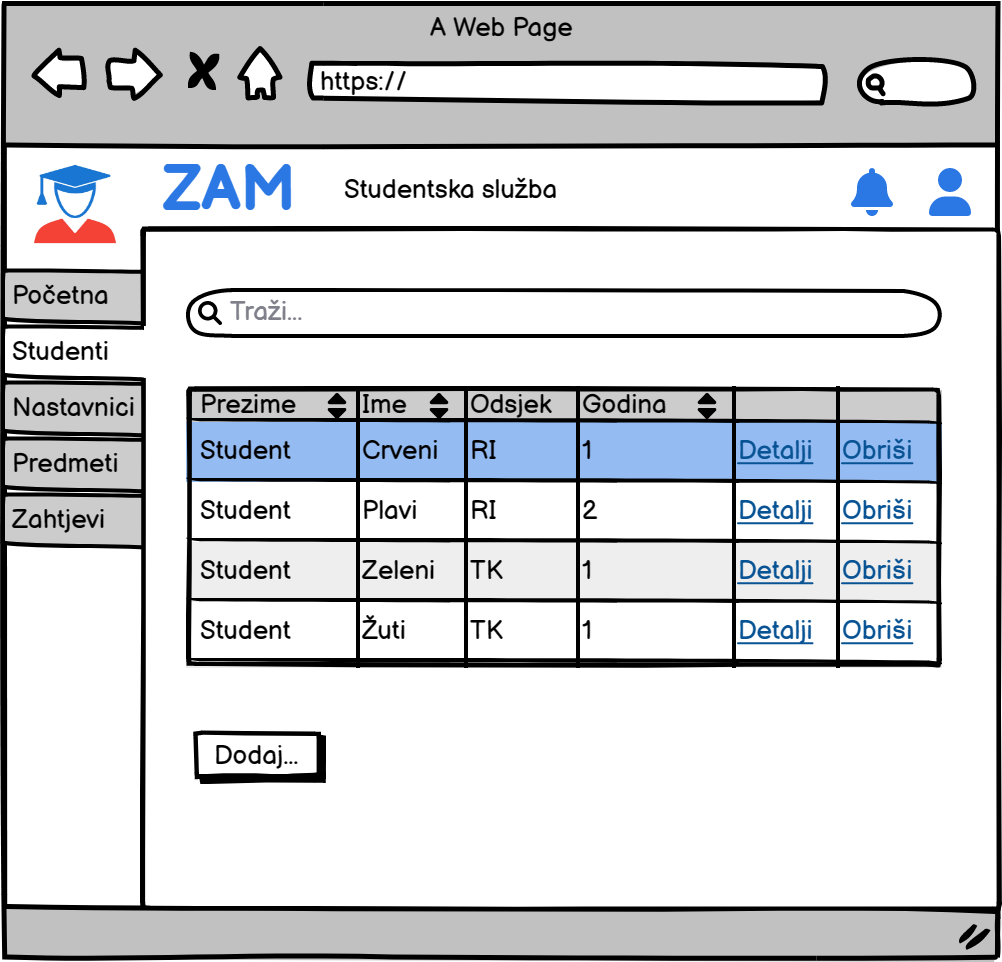 A Web Page
https://
ZAM
Studentska služba
Početna
Studenti
Nastavnici
Predmeti
Zahtjevi
Traži...
Prezime Ime Odsjek Godina
Student Crveni RI 1 Detalji Obriši
Student Plavi RI 2 Detalji Obriši
Student Zeleni TK 1 Detalji Obriši
Student Žuti TK 1 Detalji Obriši
Dodaj...